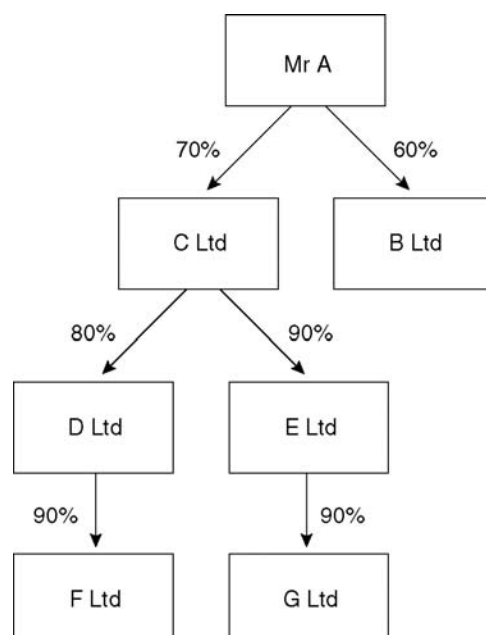 Mr A
70%
60%
C Ltd
B Ltd
80%
90%
D Ltd
E Ltd
90%
90%
F Ltd
G Ltd